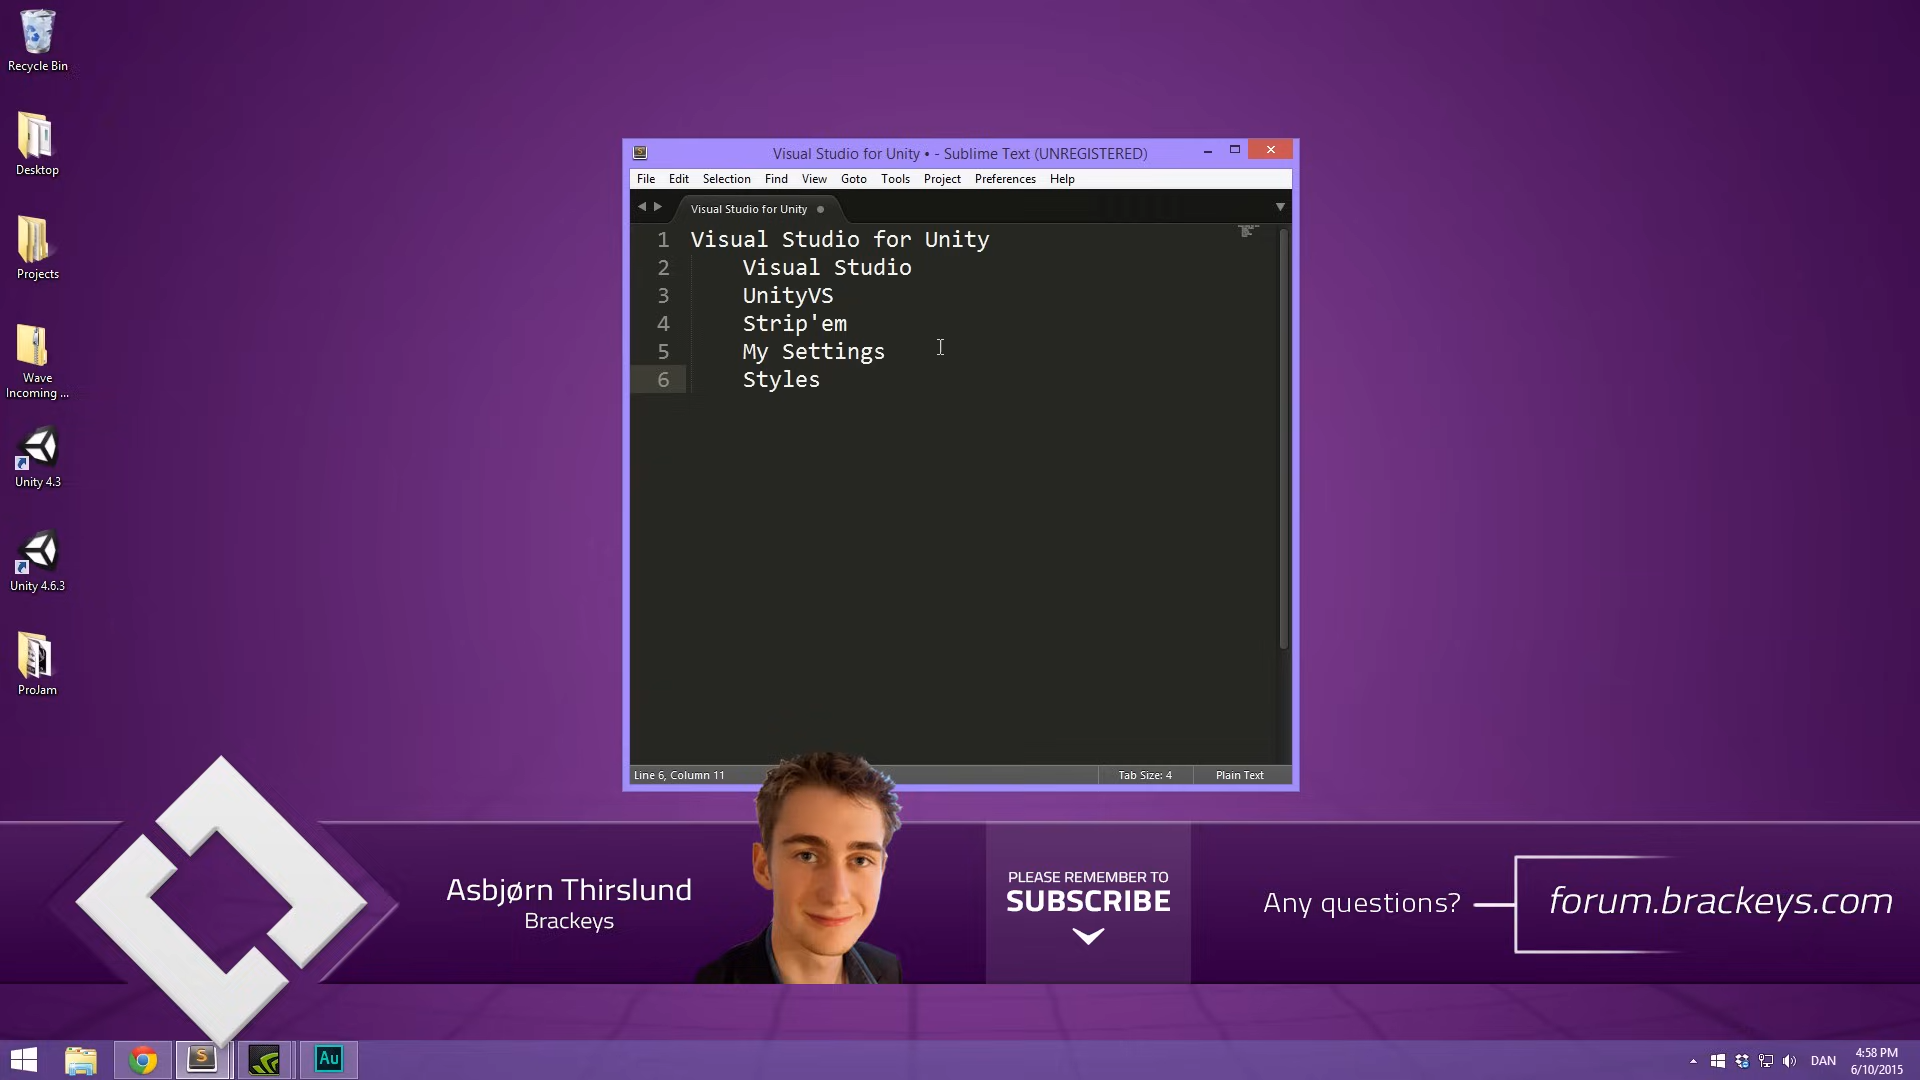 Recycle Bin
Desktop
Projects
Wave
Incoming ...
Unity 4.3
Unity 4.6.3
ProJam
Visual Studio for Unity • - Sublime Text (UNREGISTERED)
File Edit Selection Find View Goto Tools Project Preferences Help
Visual Studio for Unity
1 Visual Studio for Unity
2 Visual Studio
3 UnityVS
4 Strip'em
5 My Settings
6 Styles
Line 6, Column 11 Tab Size: 4 Plain Text
Asbjørn Thirslund
Brackeys
PLEASE REMEMBER TO
SUBSCRIBE
Any questions?
forum.brackeys.com
S
Au
DAN
4:58 PM
6/10/2015